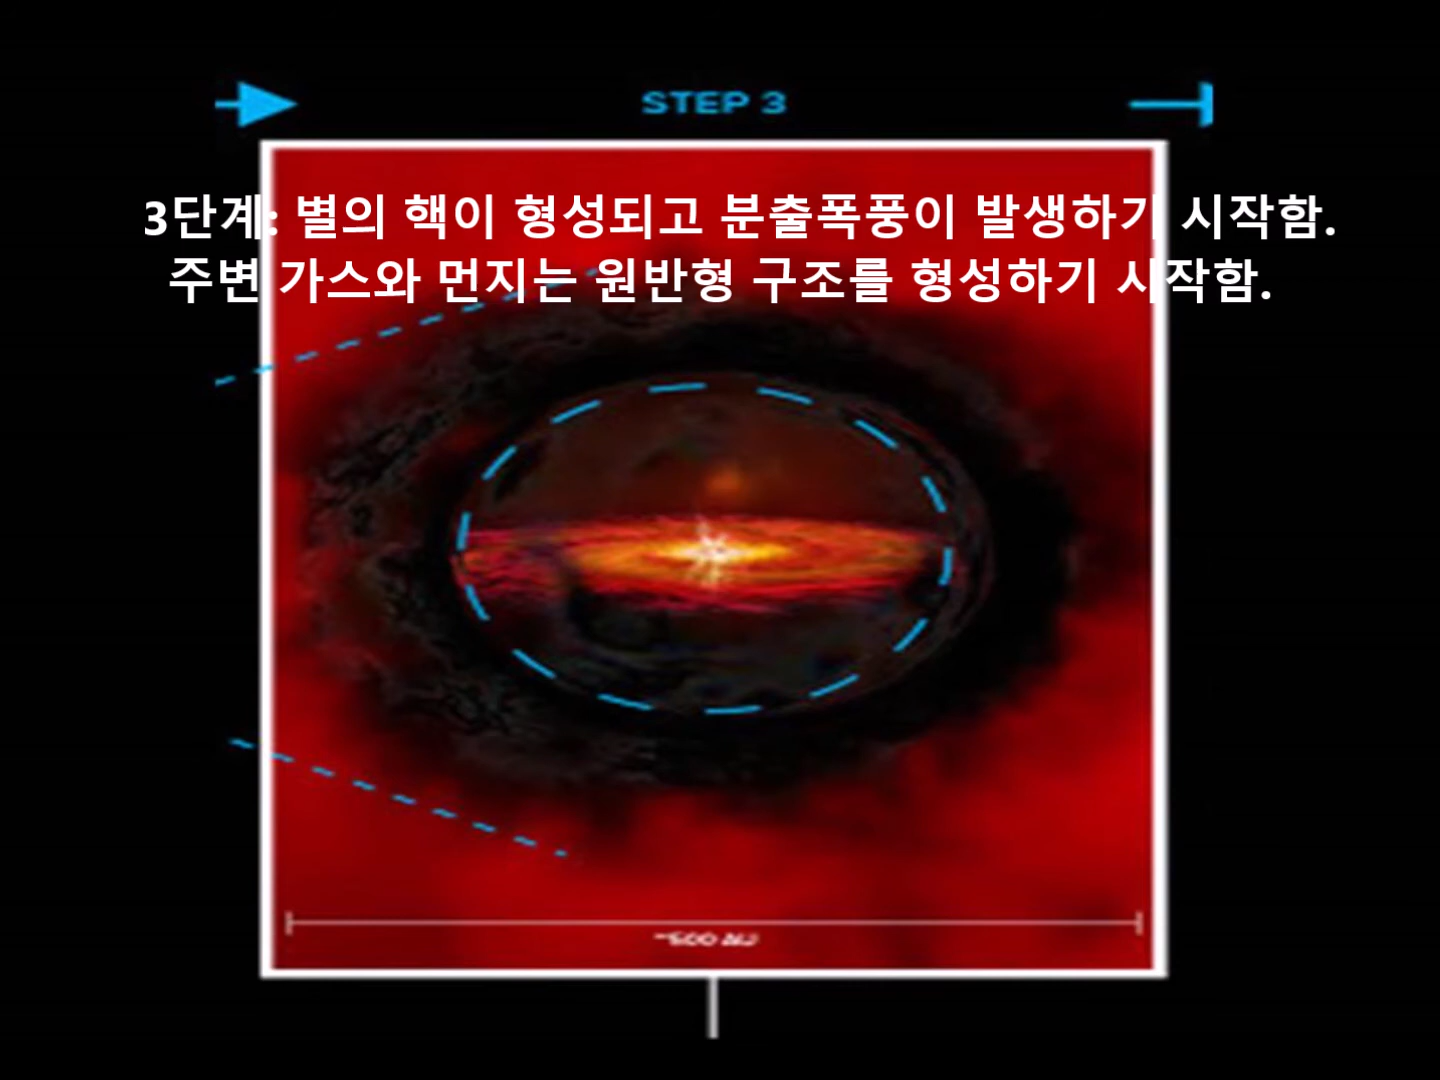 STEP 3
3단계: 별의 핵이 형성되고 분출폭풍이 발생하기 시작함.
주변 가스와 먼지는 원반형 구조를 형성하기 시작함.